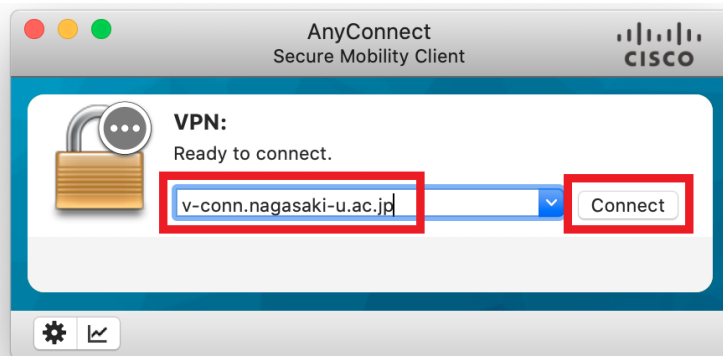 AnyConnect
Secure Mobility Client
CISCO
VPN:
Ready to connect.
v-conn.nagasaki-u.ac.jp
Connect